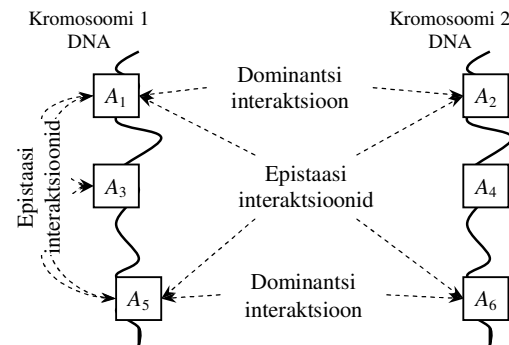 Kromosoomi 1
DNA
Kromosoomi 2
DNA
A1
Dominantsi
interaktsioon
A2
Epistaasi
interaktsioonid
A3
Epistaasi
interaktsioonid
A4
A5
Dominantsi
interaktsioon
A6